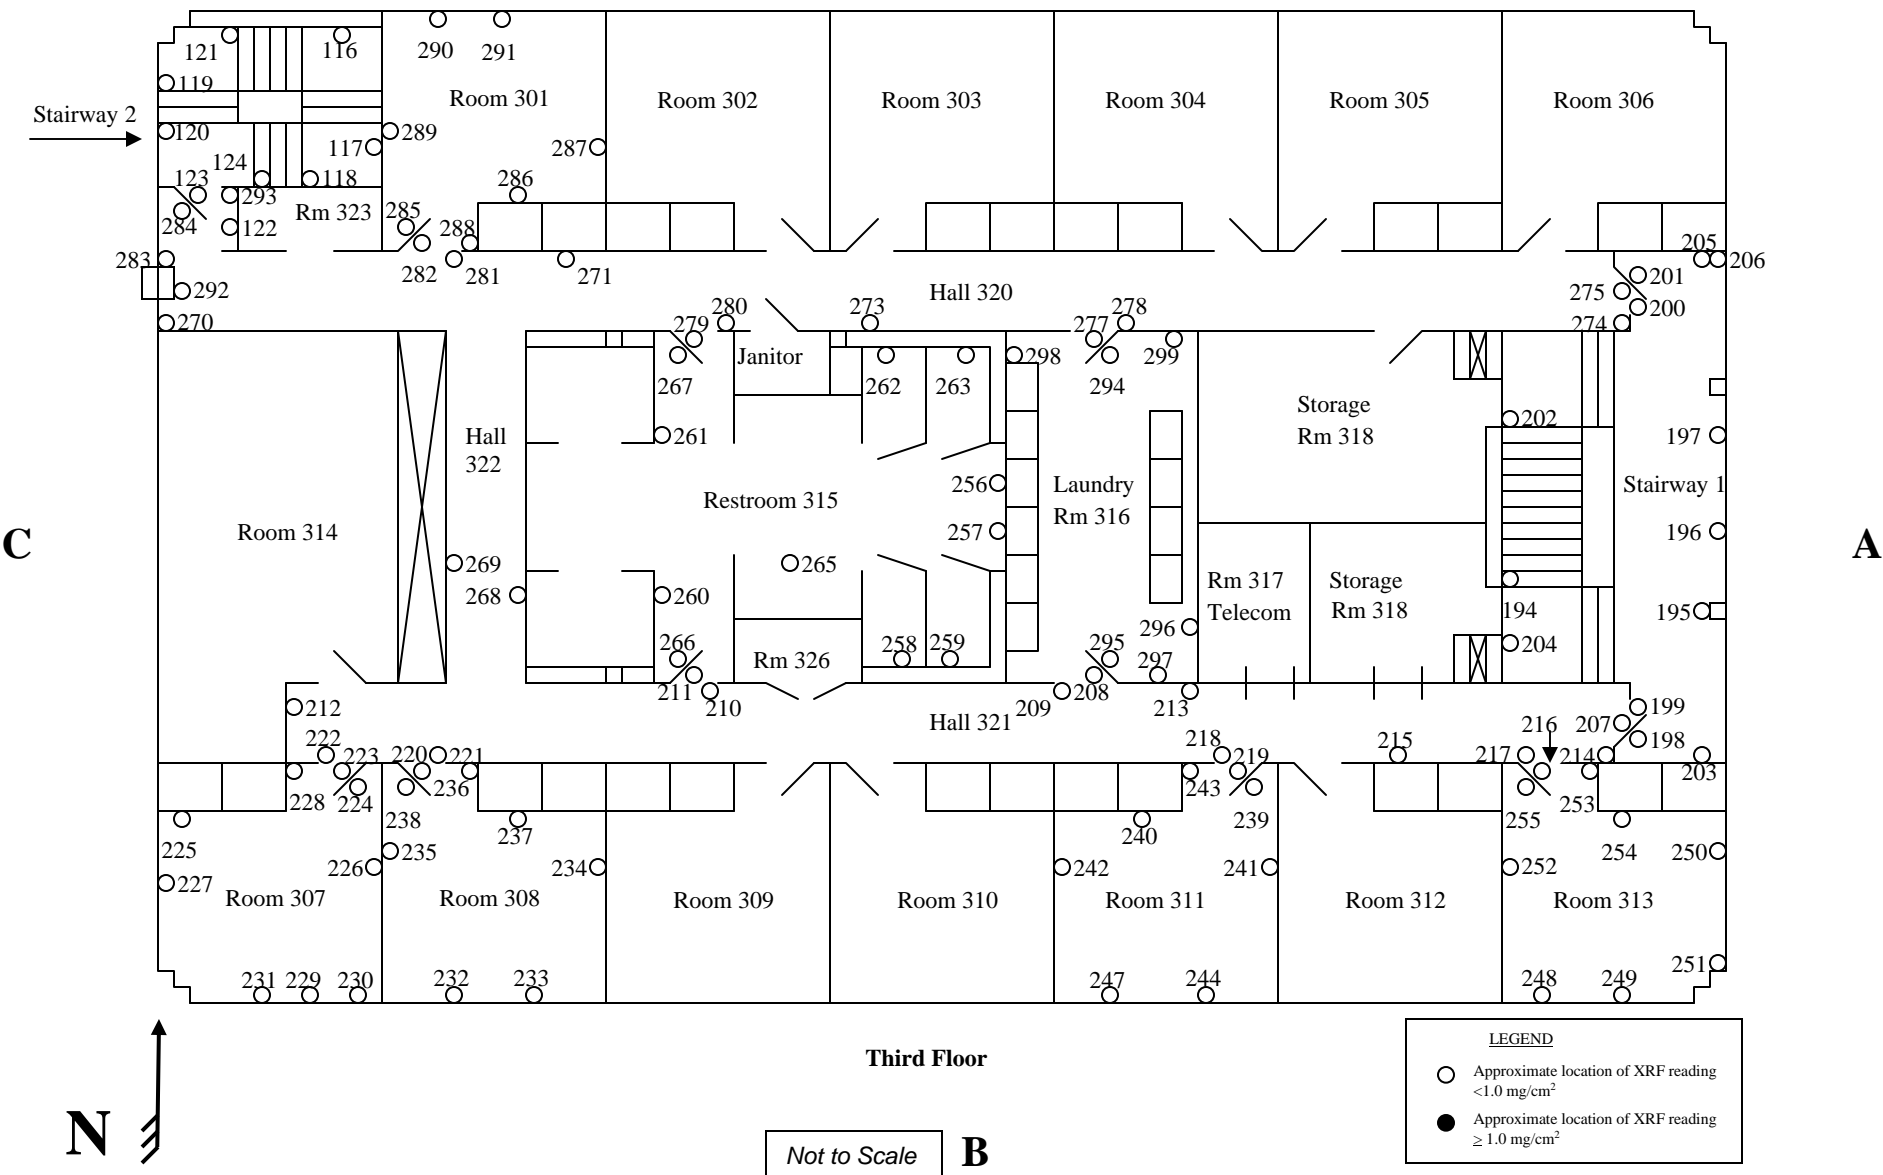 121
116
290
291
119
Room 301
Room 302
Room 303
Room 304
Room 305
Room 306
Stairway 2
120
289
117
287
124
123
118
286
293
Rm 323
285
284
122
288
205
283
282
281
271
206
201
292
Hall 320
275
200
270
280
273
278
279
277
274
Janitor
298
299
267
262
263
294
Storage
Rm 318
202
Hall
322
261
197
256
Laundry
Rm 316
Stairway 1
Restroom 315
Room 314
257
196
C
A
269
265
Rm 317
Telecom
Storage
Rm 318
268
260
194
195
296
266
258
259
295
204
Rm 326
297
211
208
212
210
209
213
199
Hall 321
216
207
222
223
220
221
218
219
215
217
214
198
228
224
236
243
203
238
237
240
239
253
255
225
235
254
250
226
234
242
241
252
227
Room 307
Room 308
Room 309
Room 310
Room 311
Room 312
Room 313
251
231
229
230
232
233
247
244
248
249
Third Floor
LEGEND
Approximate location of XRF reading
<1.0 mg/cm²
Approximate location of XRF reading
≥ 1.0 mg/cm²
N
Not to Scale
B